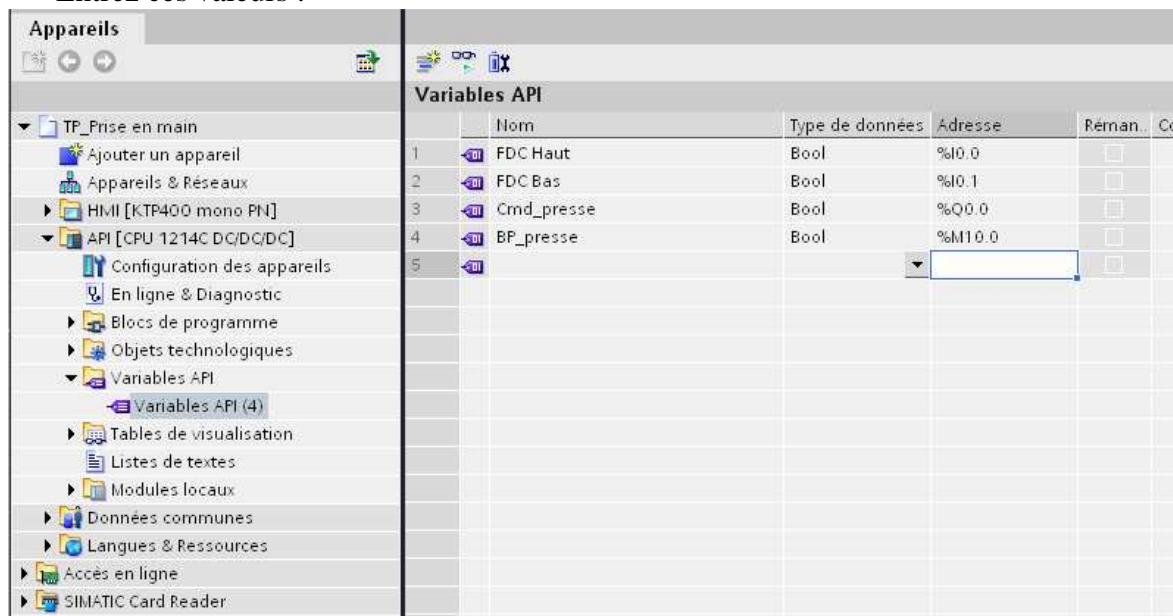 Appareils
TP_Prise en main
Ajouter un appareil
Appareils & Réseaux
HMI [KTP400 mono PN]
API [CPU 1214C DC/DC/DC]
Configuration des appareils
En ligne & Diagnostic
Blocs de programme
Objets technologiques
Variables API
Variables API (4)
Tables de visualisation
Listes de textes
Modules locaux
Données communes
Langues & Ressources
Accès en ligne
SIMATIC Card Reader
Variables API
Nom Type de données Adresse Réman..
1 FDC Haut Bool %I0.0
2 FDC Bas Bool %I0.1
3 Cmd_presse Bool %Q0.0
4 BP_presse Bool %M10.0
5